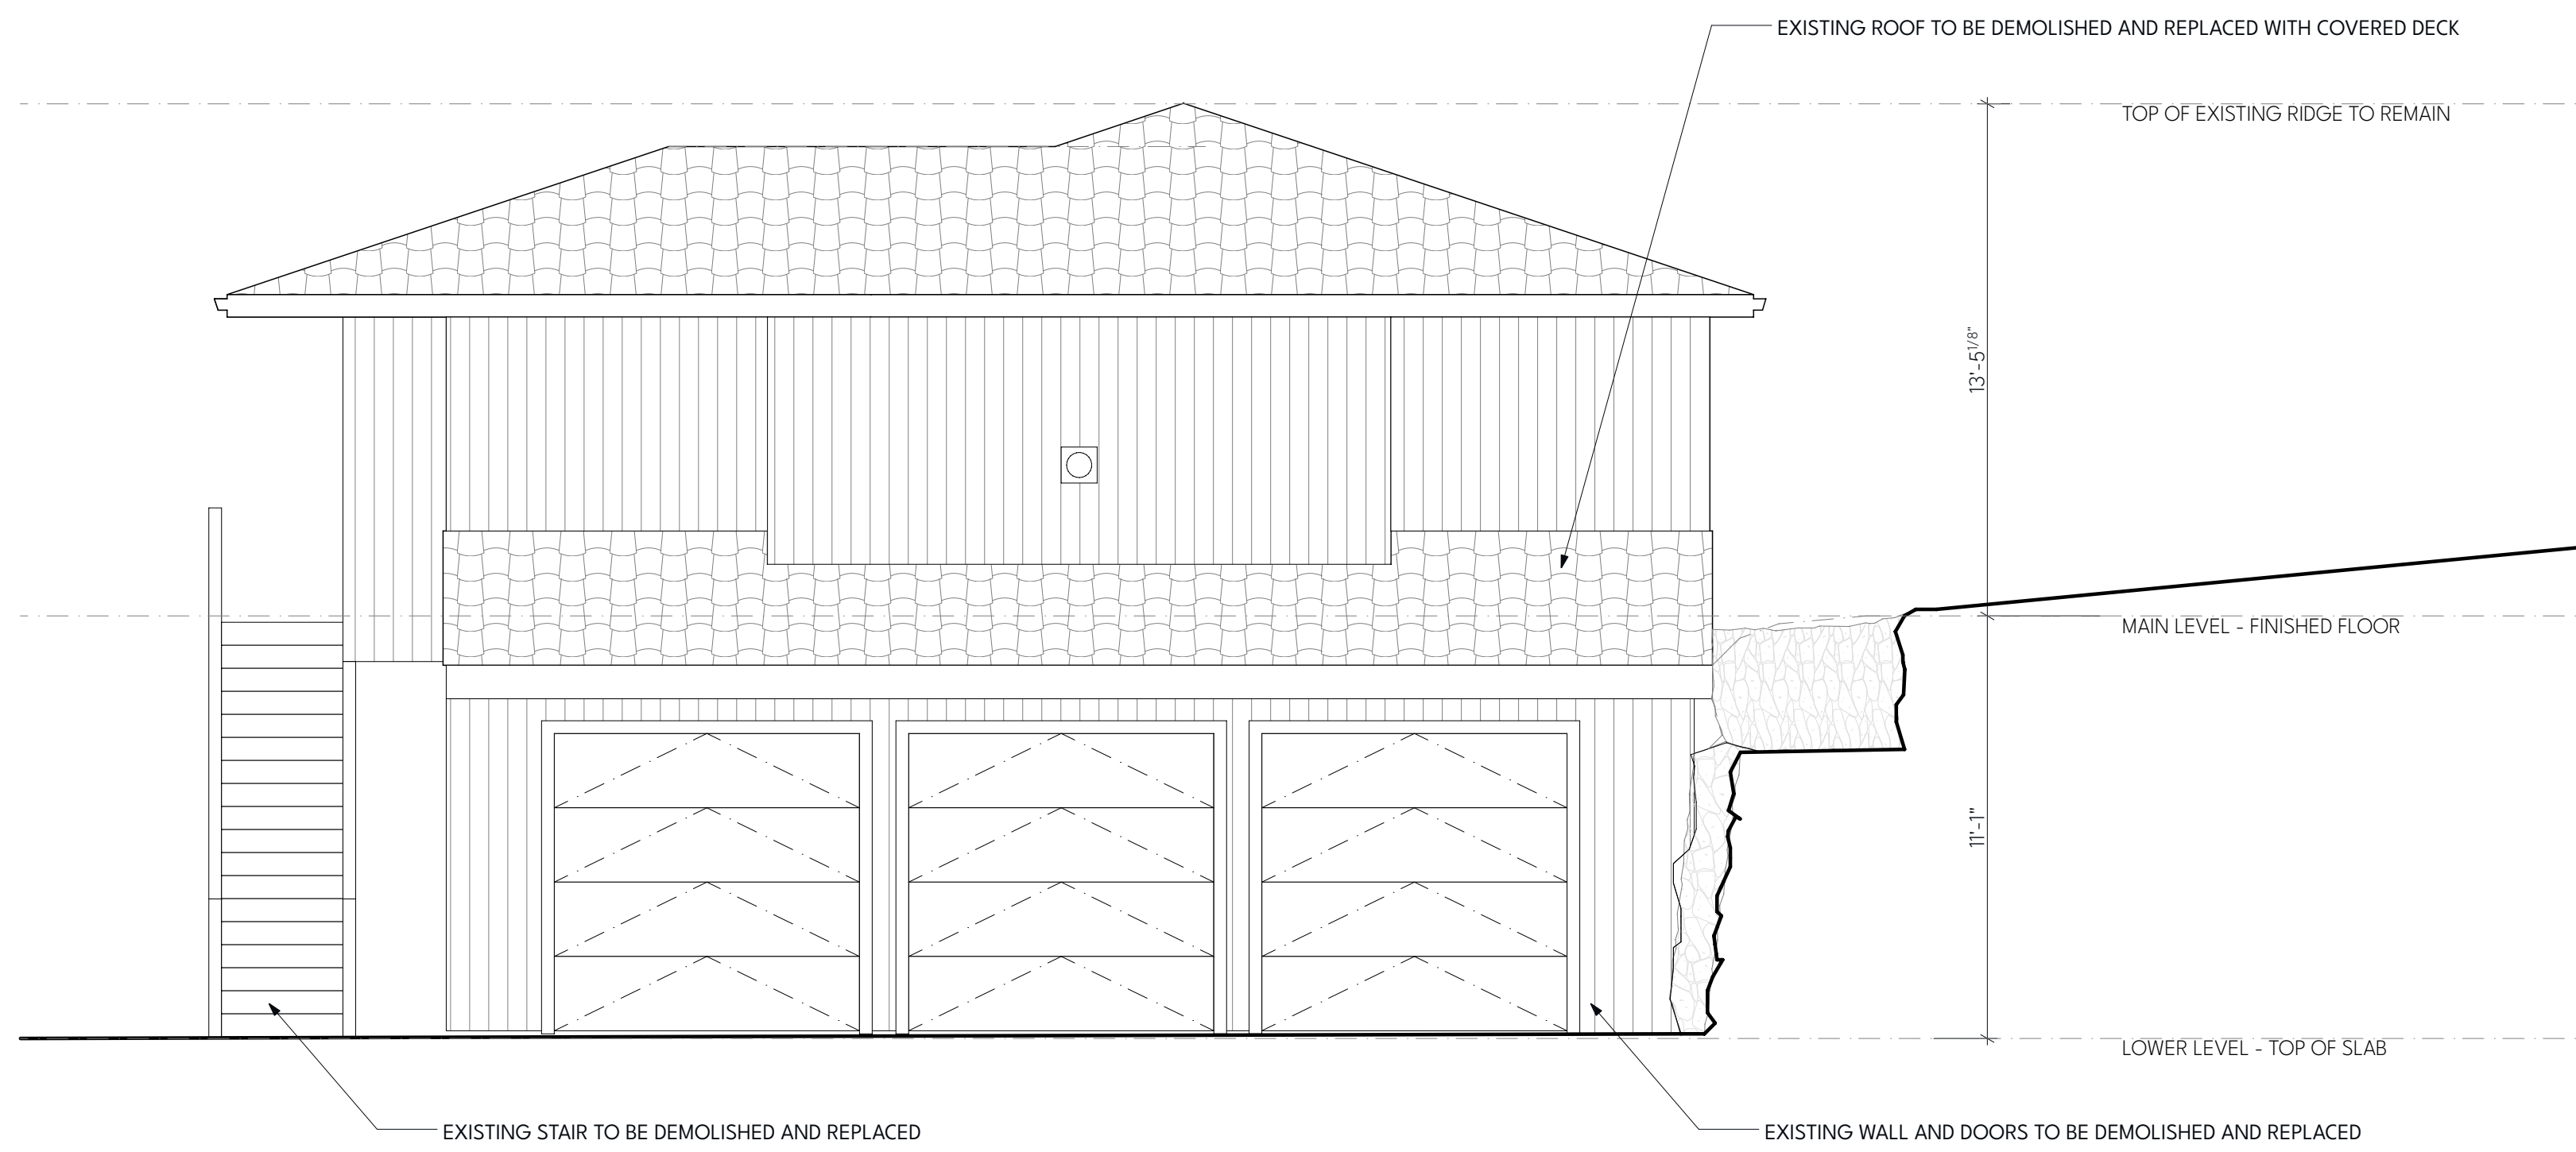 EXISTING ROOF TO BE DEMOLISHED AND REPLACED WITH COVERED DECK
TOP OF EXISTING RIDGE TO REMAIN
13'-5 1/8"
MAIN LEVEL - FINISHED FLOOR
11'-1"
LOWER LEVEL - TOP OF SLAB
EXISTING STAIR TO BE DEMOLISHED AND REPLACED
EXISTING WALL AND DOORS TO BE DEMOLISHED AND REPLACED